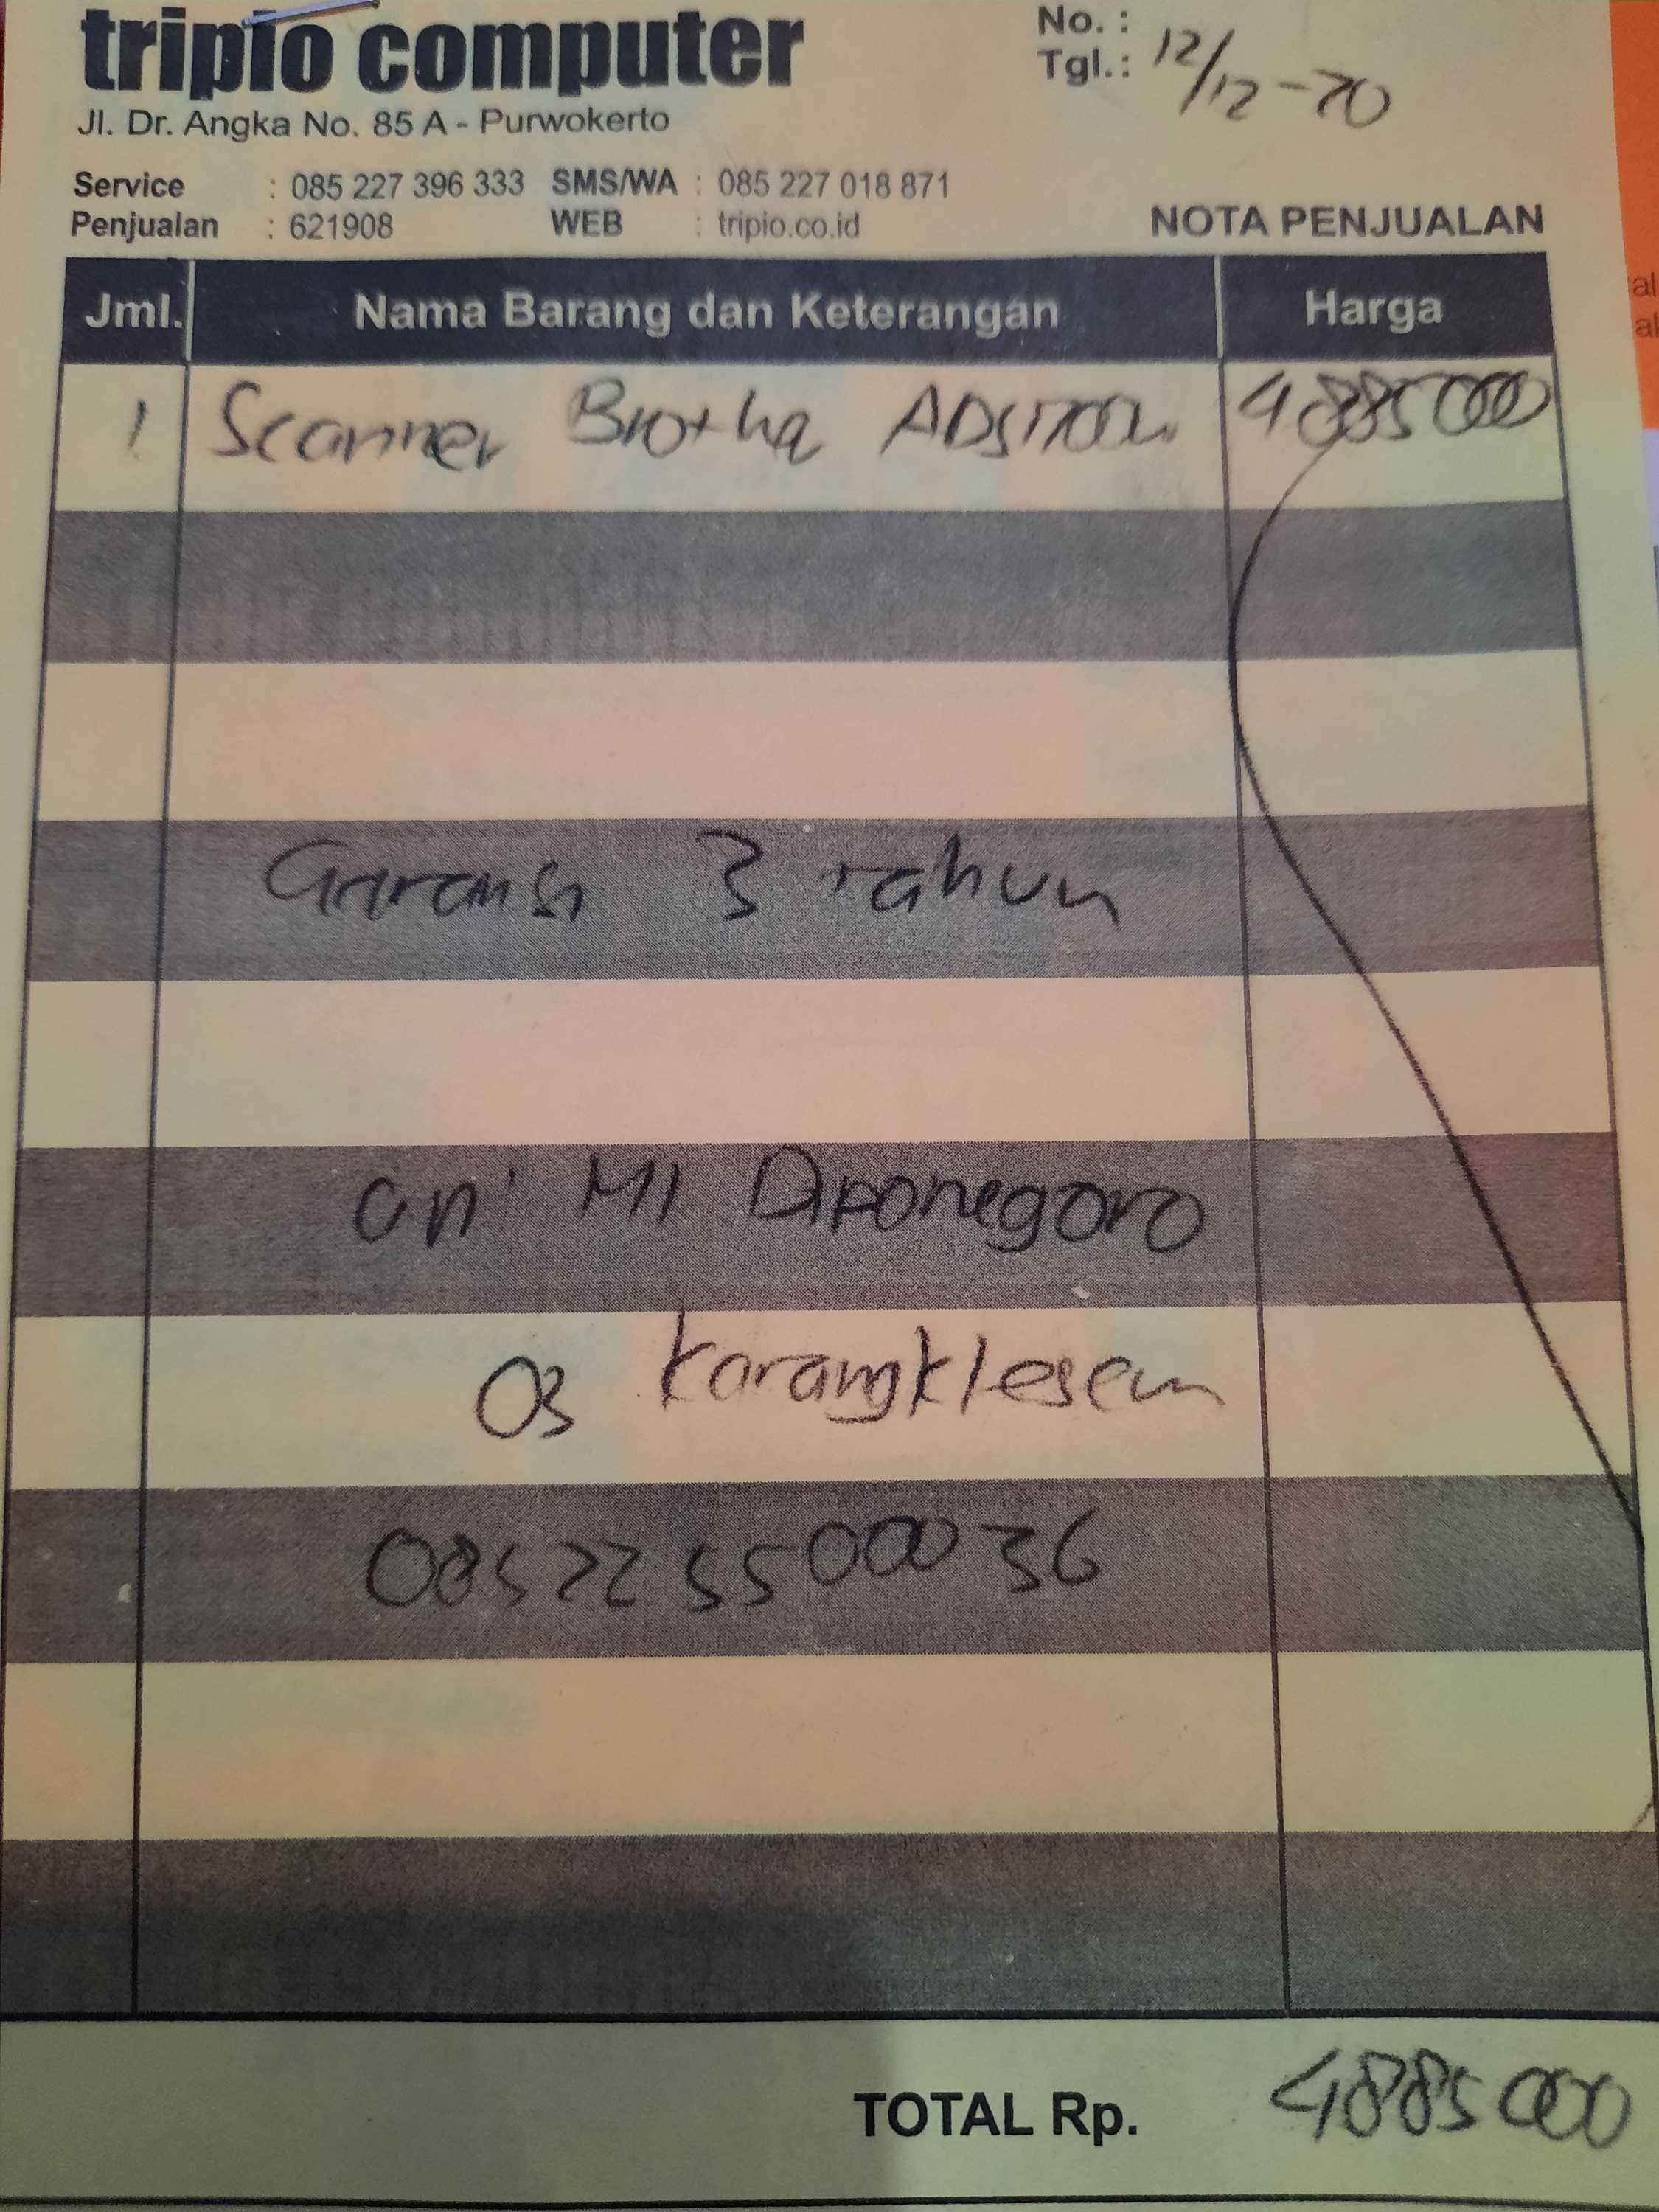 tripio computer
Jl. Dr. Angka No. 85 A - Purwokerto
Service : 085 227 396 333 SMS/WA : 085 227 018 871
Penjualan : 621908 WEB : tripio.co.id
No. :
Tgl.: 12/12-20
NOTA PENJUALAN
Jml. Nama Barang dan Keterangan Harga
1 Scanner Brother 4885000
Garansi 3 tahun
an' MI Diponegoro
03 Karangklesem
085225500036
TOTAL Rp. 4885000